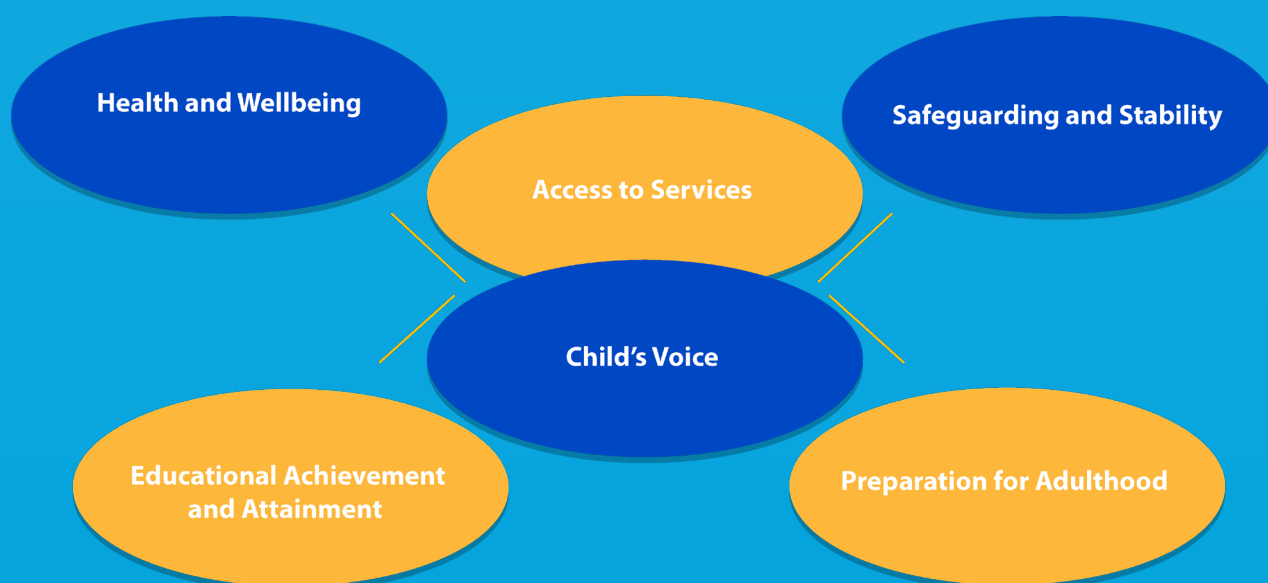 Health and Wellbeing
Safeguarding and Stability
Access to Services
Child’s Voice
Educational Achievement
and Attainment
Preparation for Adulthood